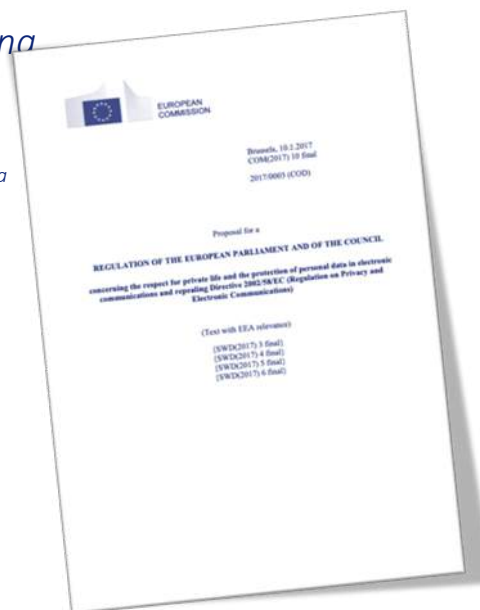 na
a
EUROPEAN
COMMISSION
Brussels, 10.1.2017
COM(2017) 10 final
2017/0003 (COD)
Proposal for a
REGULATION OF THE EUROPEAN PARLIAMENT AND OF THE COUNCIL
concerning the respect for private life and the protection of personal data in electronic
communications and repealing Directive 2002/58/EC (Regulation on Privacy and
Electronic Communications)
(Text with EEA relevance)
{SWD(2017) 3 final}
{SWD(2017) 4 final}
{SWD(2017) 5 final}
{SWD(2017) 6 final}